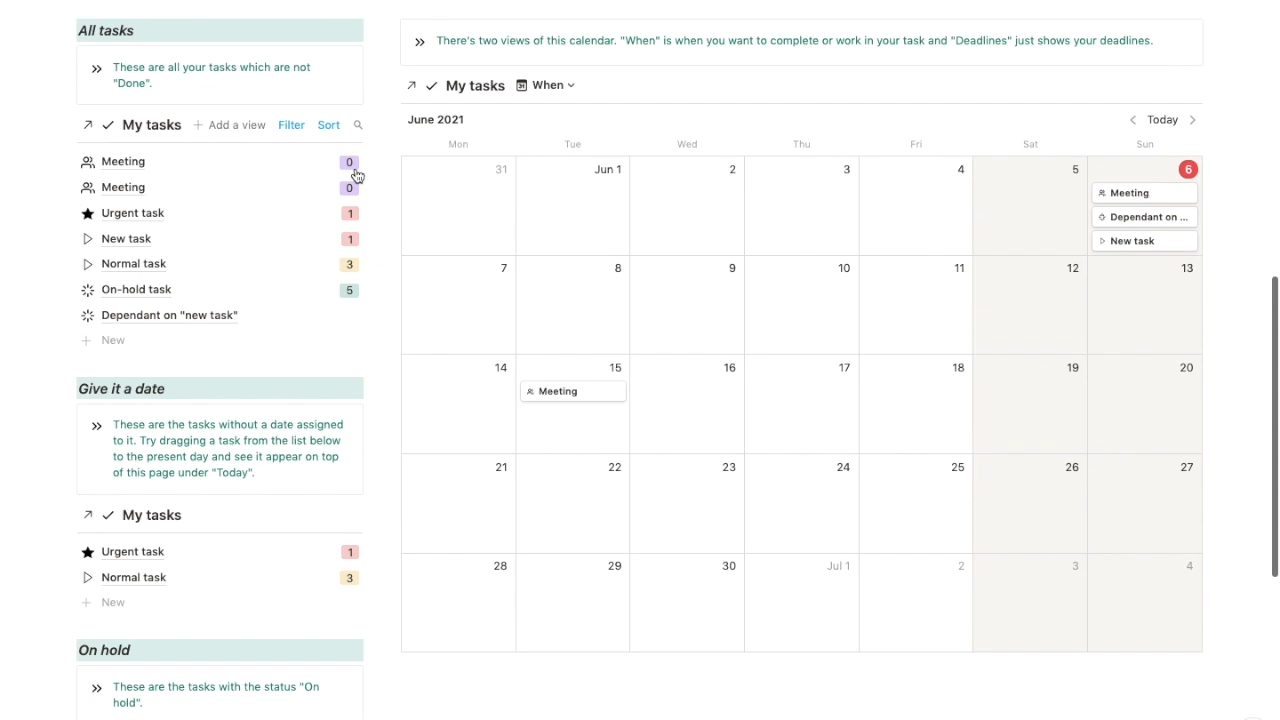 All tasks
These are all your tasks which are not
"Done".
My tasks + Add a view Filter Sort
Meeting 0
Meeting 0
Urgent task 1
New task 1
Normal task 3
On-hold task 5
Dependant on "new task"
+ New
Give it a date
These are the tasks without a date assigned
to it. Try dragging a task from the list below
to the present day and see it appear on top
of this page under "Today".
My tasks
Urgent task 1
Normal task 3
+ New
On hold
These are the tasks with the status "On
hold".
There's two views of this calendar. "When" is when you want to complete or work in your task and "Deadlines" just shows your deadlines.
My tasks 31 When
June 2021 Today
Mon Tue Wed Thu Fri Sat Sun
31 Jun 1 2 3 4 5 6
Meeting
Dependant on ...
New task
7 8 9 10 11 12 13
14 15 16 17 18 19 20
Meeting
21 22 23 24 25 26 27
28 29 30 Jul 1 2 3 4